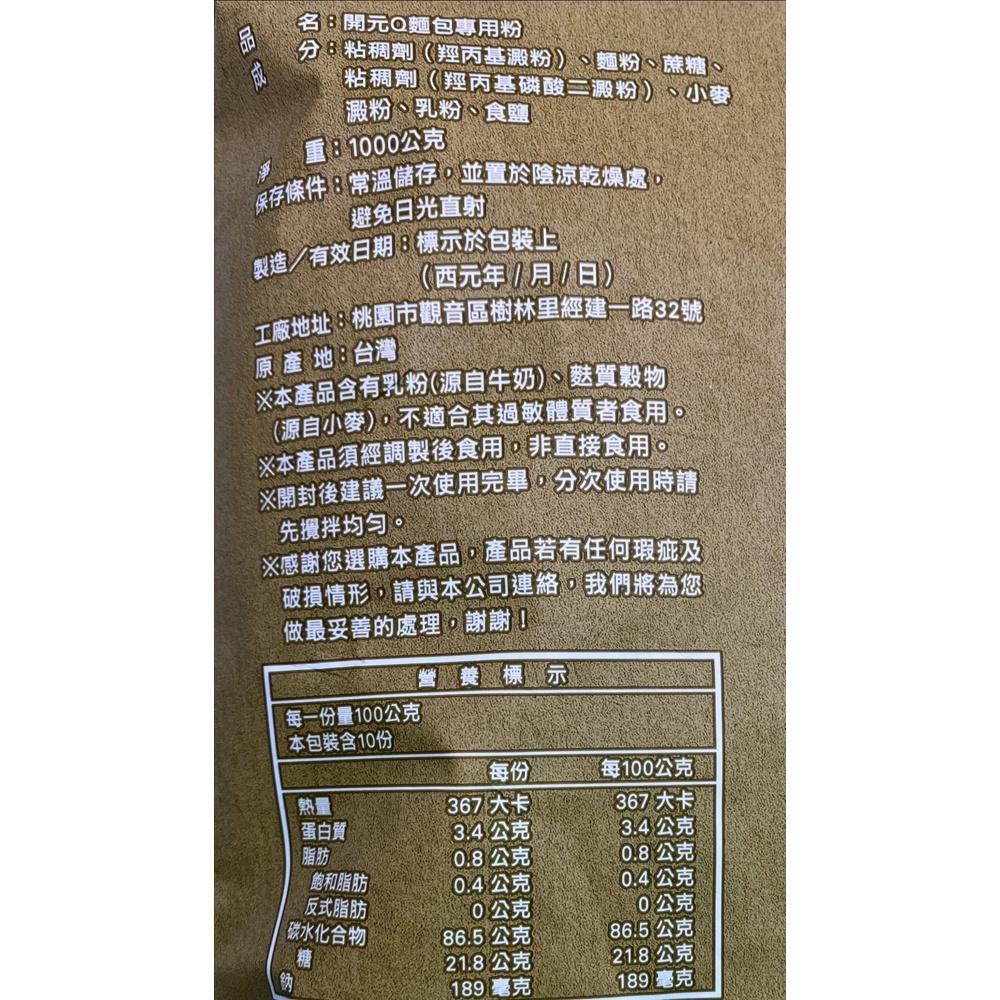 品名：開元Q麵包專用粉
成分：粘稠劑（羥丙基澱粉）、麵粉、蔗糖、
粘稠劑（羥丙基磷酸二澱粉）、小麥
澱粉、乳粉、食鹽
淨重：1000公克
保存條件：常溫儲存，並置於陰涼乾燥處，
避免日光直射
製造／有效日期：標示於包裝上
（西元年/月/日）
工廠地址：桃園市觀音區樹林里經建一路32號
原產地：台灣
※本產品含有乳粉(源自牛奶)、麩質穀物
(源自小麥)，不適合其過敏體質者食用。
※本產品須經調製後食用，非直接食用。
※開封後建議一次使用完畢，分次使用時請
先攪拌均勻。
※感謝您選購本產品，產品若有任何瑕疵及
破損情形，請與本公司連絡，我們將為您
做最妥善的處理，謝謝！
營養標示
每一份量100公克
本包裝含10份
每份 每100公克
熱量 367 大卡 367 大卡
蛋白質 3.4 公克 3.4 公克
脂肪 0.8 公克 0.8 公克
飽和脂肪 0.4 公克 0.4 公克
反式脂肪 0 公克 0 公克
碳水化合物 86.5 公克 86.5 公克
糖 21.8 公克 21.8 公克
鈉 189 毫克 189 毫克